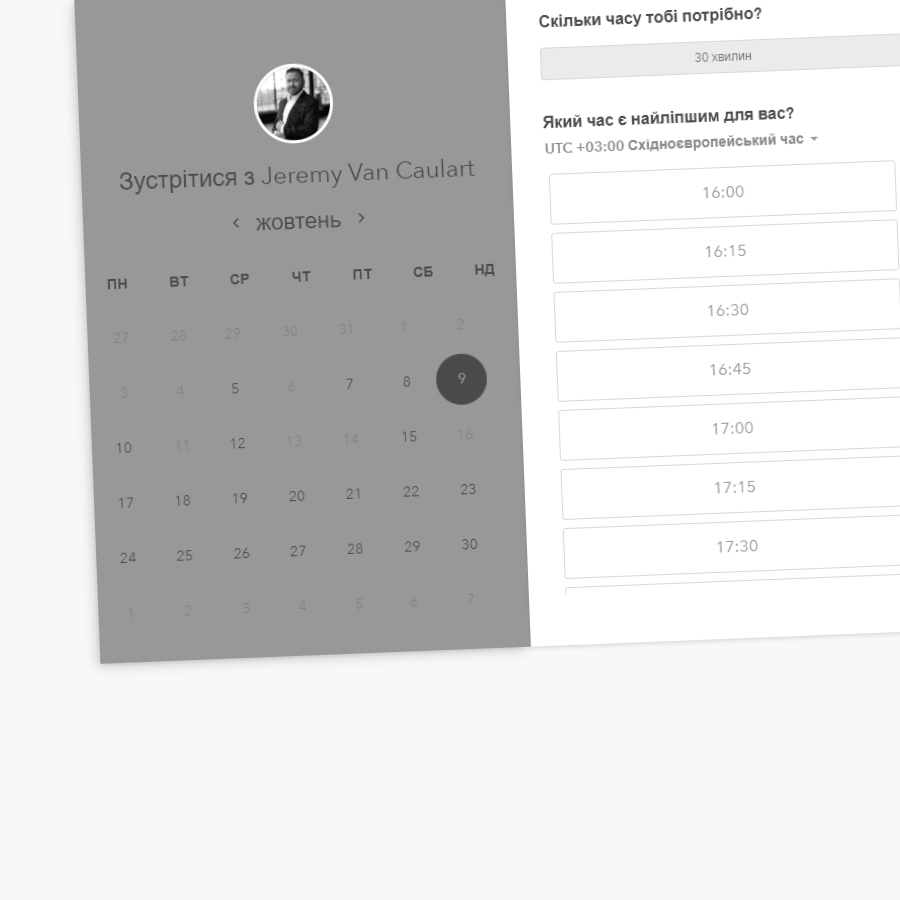 Зустрітися з Jeremy Van Caulart
жовтень
ПН ВТ СР ЧТ ПТ СБ НД
27 28 29 30 31 1 2
3 4 5 6 7 8 9
10 11 12 13 14 15 16
17 18 19 20 21 22 23
24 25 26 27 28 29 30
1 2 3 4 5 6 7
Скільки часу тобі потрібно?
30 хвилин
Який час є найліпшим для вас?
UTC +03:00 Східноєвропейський час
16:00
16:15
16:30
16:45
17:00
17:15
17:30